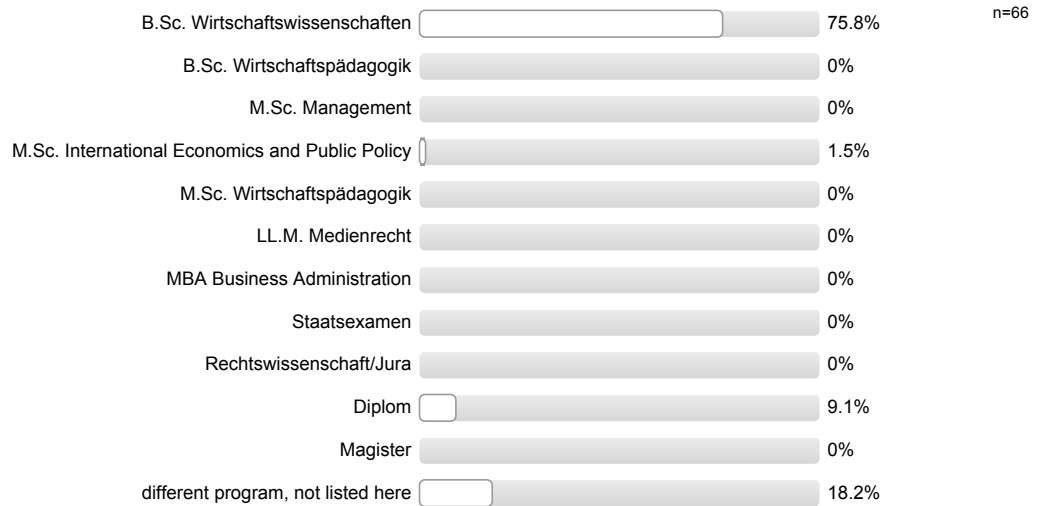 B.Sc. Wirtschaftswissenschaften 75.8% n=66
B.Sc. Wirtschaftspädagogik 0%
M.Sc. Management 0%
M.Sc. International Economics and Public Policy 1.5%
M.Sc. Wirtschaftspädagogik 0%
LL.M. Medienrecht 0%
MBA Business Administration 0%
Staatsexamen 0%
Rechtswissenschaft/Jura 0%
Diplom 9.1%
Magister 0%
different program, not listed here 18.2%